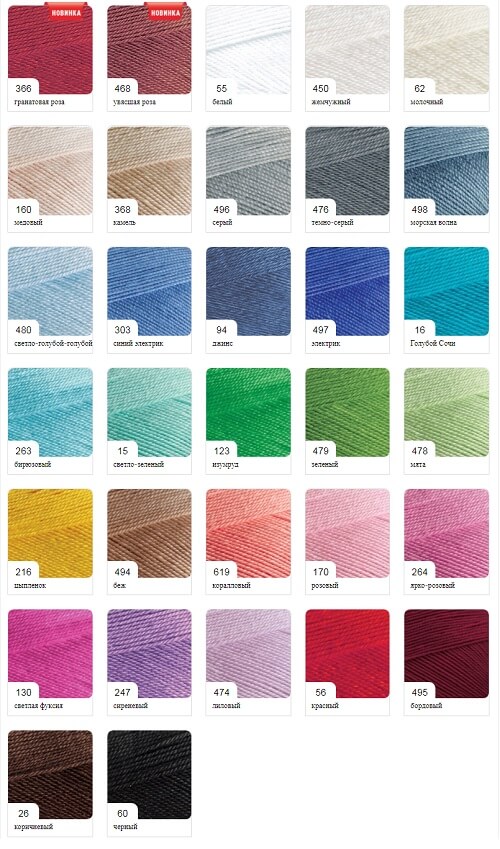 НОВИНКА
НОВИНКА
366
468
55
450
62
гранатовая роза
увядшая роза
белый
жемчужный
молочный
160
368
496
476
498
медовый
камель
серый
темно-серый
морская волна
480
303
94
497
16
светло-голубой-голубой
синий электрик
джинс
электрик
Голубой Сочи
263
15
123
479
478
бирюзовый
светло-зеленый
изумруд
зеленый
мята
216
494
619
170
264
цыпленок
беж
коралловый
розовый
ярко-розовый
130
247
474
56
495
светлая фуксия
сиреневый
лиловый
красный
бордовый
26
60
коричневый
черный